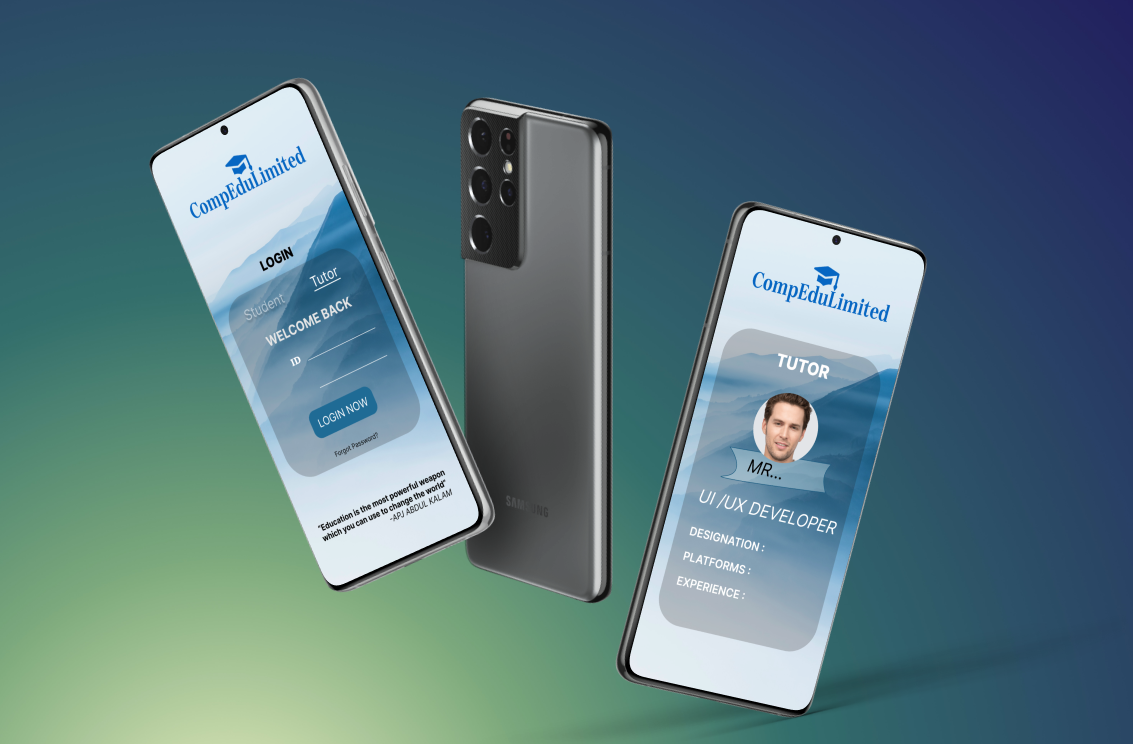 CompEduLimited
LOGIN
Student Tutor
WELCOME BACK
ID
LOGIN NOW
Forgot Password?
"Education is the most powerful weapon
which you can use to change the world"
-APJ ABDUL KALAM
SAMSUNG
CompEduLimited
TUTOR
MR...
UI /UX DEVELOPER
DESIGNATION :
PLATFORMS :
EXPERIENCE :